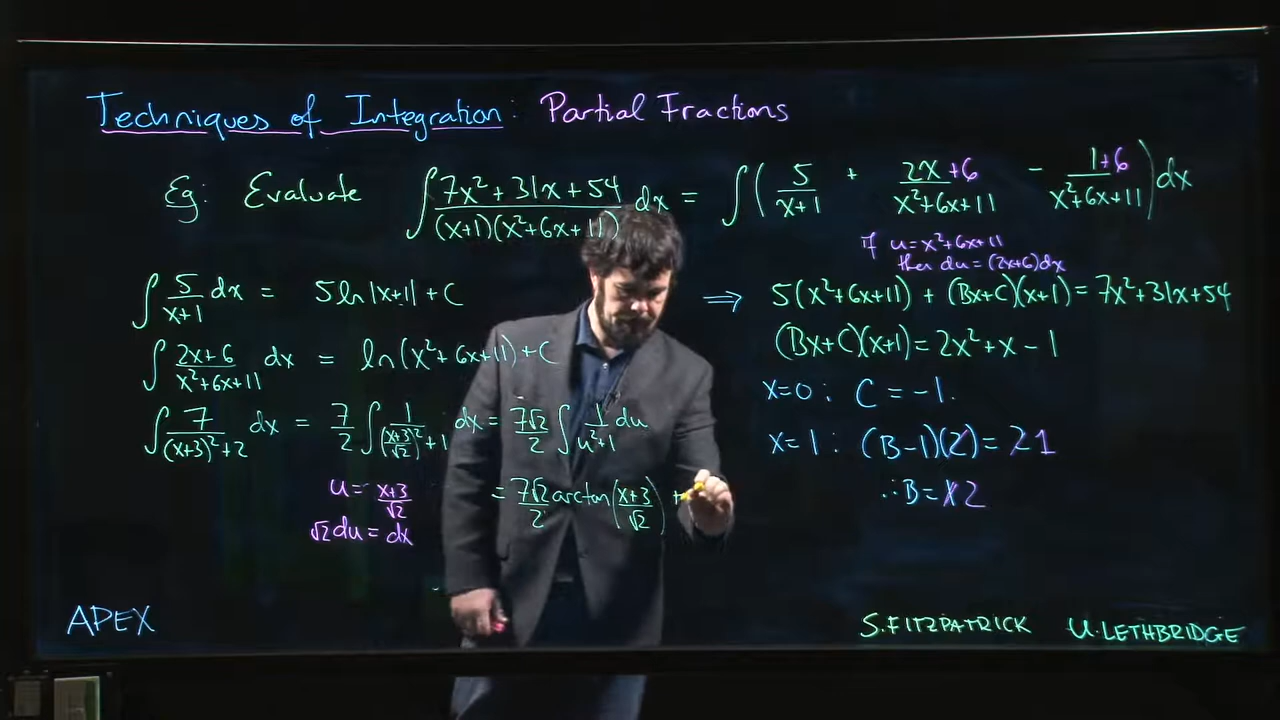 Techniques of Integration: Partial Fractions
Eg: Evaluate ∫ (7x²+31x+54)/((x+1)(x²+6x+11)) dx = ∫ ( 5/(x+1) + (2x+6)/(x²+6x+11) - (1+6)/(x²+6x+11) ) dx
if u=x²+6x+11
then du=(2x+6)dx
∫ 5/(x+1) dx = 5 ln|x+1| + C
∫ (2x+6)/(x²+6x+11) dx = ln(x²+6x+11)+C
∫ 7/((x+3)²+2) dx = 7/2 ∫ 1/(((x+3)/√2)²+1) dx = 7√2/2 ∫ 1/(u²+1) du
u = (x+3)/√2
√2 du = dx
= 7√2/2 arctan((x+3)/√2) +
⇒ 5(x²+6x+11) + (Bx+C)(x+1) = 7x²+31x+54
(Bx+C)(x+1) = 2x²+x-1
x=0: C=-1.
x=1: (B-1)(2)=21
∴B=2
APEX
S.FITZPATRICK U.LETHBRIDGE